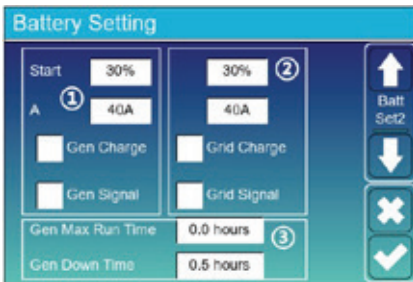 Battery Setting
Start 30% 30% ②
A ① 40A 40A
Gen Charge Grid Charge
Gen Signal Grid Signal
Gen Max Run Time 0.0 hours ③
Gen Down Time 0.5 hours
Batt
Set2